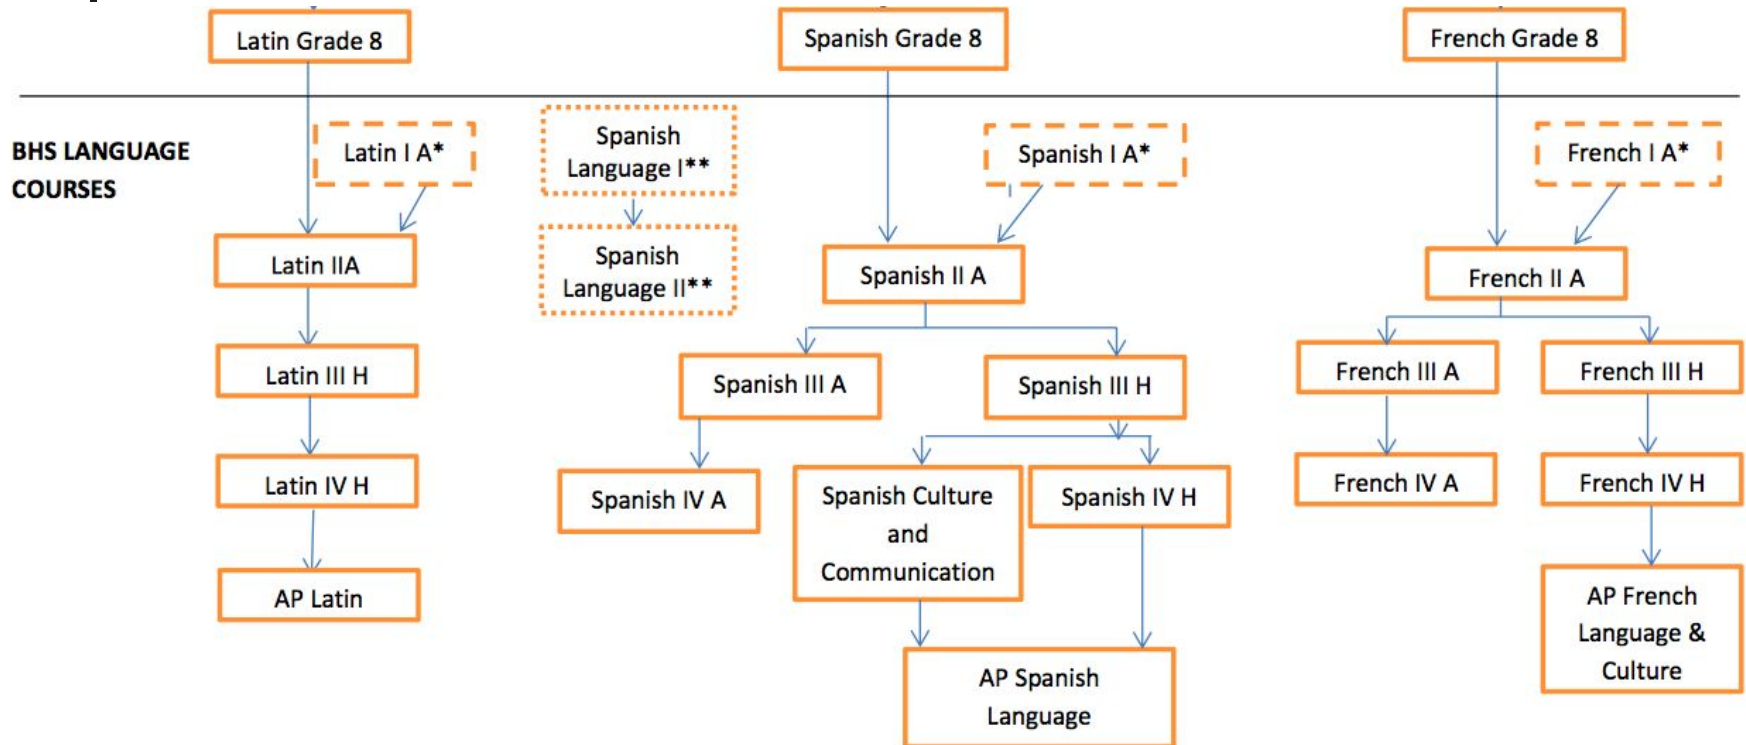 Latin Grade 8
Spanish Grade 8
French Grade 8
BHS LANGUAGE
COURSES
Latin I A*
Spanish
Language I**
Spanish I A*
French I A*
Latin IIA
Spanish
Language II**
Spanish II A
French II A
Latin III H
Spanish III A
Spanish III H
French III A
French III H
Latin IV H
Spanish IV A
Spanish Culture
and
Communication
Spanish IV H
French IV A
French IV H
AP Latin
AP Spanish
Language
AP French
Language &
Culture